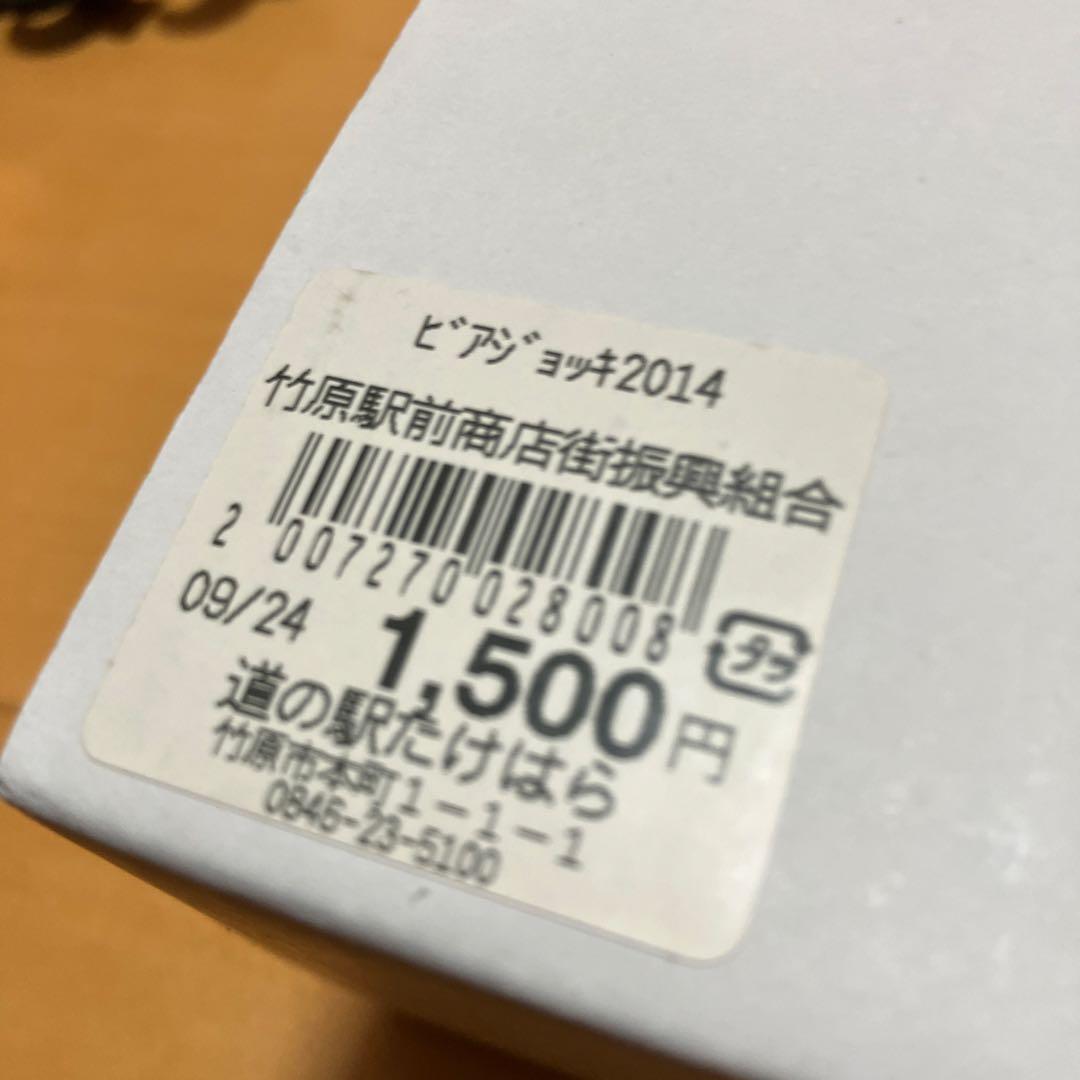 ﾋﾞｱｼﾞｮｯｷ2014
竹原駅前商店街振興組合
2 007270 028008
09/24
1,500円
道の駅たけはら
竹原市本町1-1-1
0846-23-5100